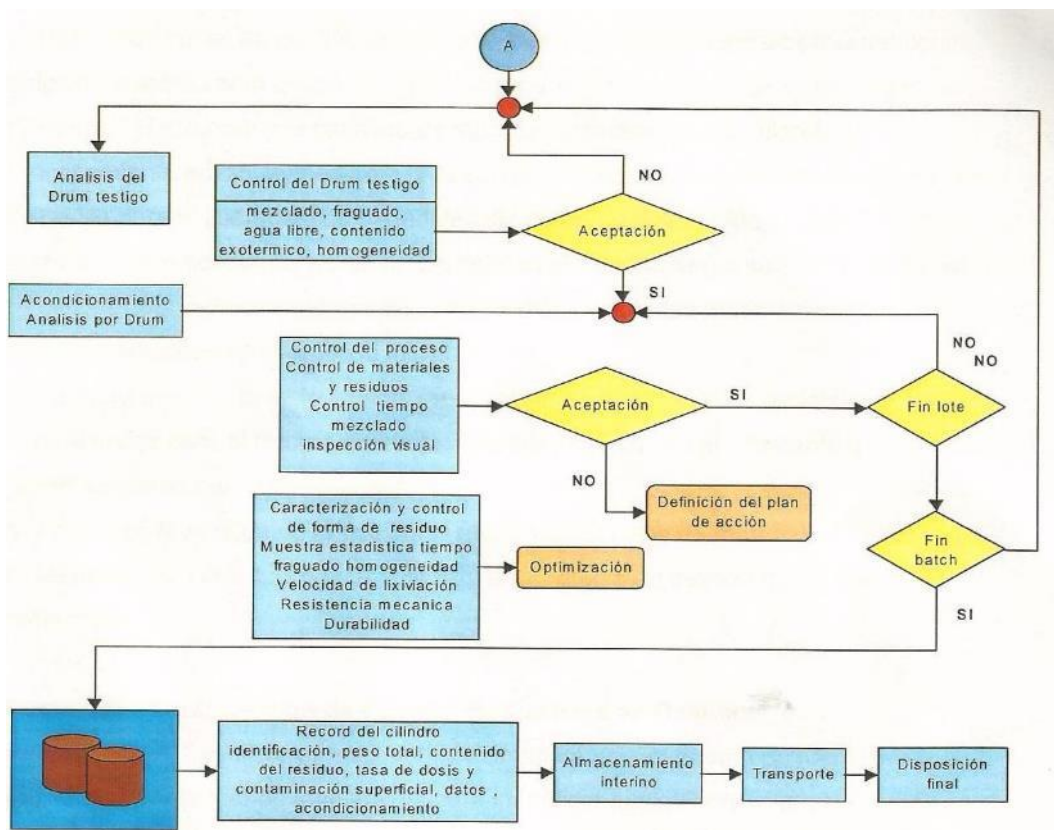 A
Analisis del
Drum testigo
Control del Drum testigo
mezclado, fraguado,
agua libre, contenido
exotermico, homogeneidad
NO
Aceptación
SI
Acondicionamiento
Analisis por Drum
Control del proceso
Control de materiales
y residuos
Control tiempo
mezclado
inspección visual
Aceptación
SI
NO
NO
Fin lote
NO
Definición del plan
de acción
Caracterización y control
de forma de residuo
Muestra estadística tiempo
fraguado homogeneidad
Velocidad de lixiviación
Resistencia mecanica
Durabilidad
Optimización
Fin
batch
SI
Record del cilindro
identificación, peso total, contenido
del residuo, tasa de dosis y
contaminación superficial, datos ,
acondicionamiento
Almacenamiento
interino
Transporte
Disposición
final